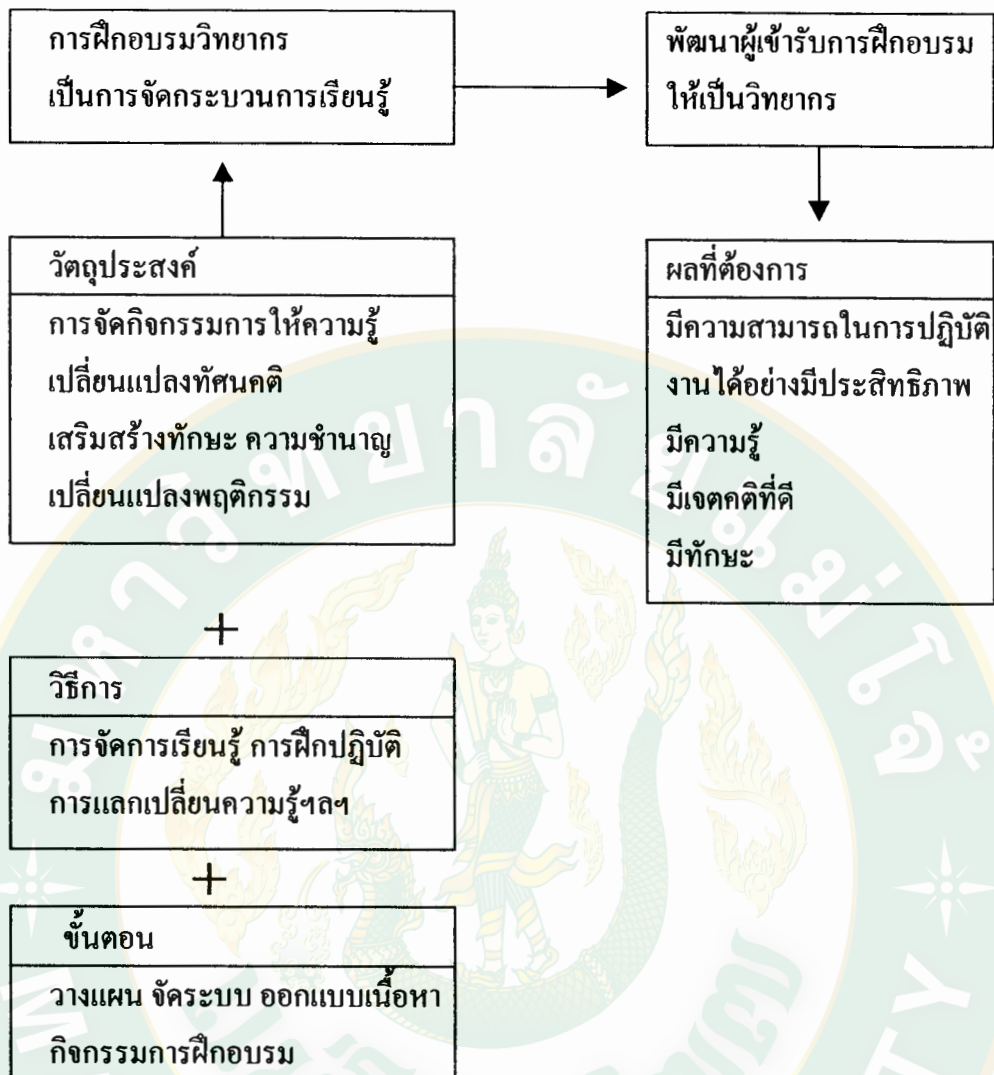 การฝึกอบรมวิทยากร
เป็นการจัดกระบวนการเรียนรู้
พัฒนาผู้เข้ารับการฝึกอบรม
ให้เป็นวิทยากร
วัตถุประสงค์
การจัดกิจกรรมการให้ความรู้
เปลี่ยนแปลงทัศนคติ
เสริมสร้างทักษะ ความชำนาญ
เปลี่ยนแปลงพฤติกรรม
ผลที่ต้องการ
มีความสามารถในการปฏิบัติ
งานได้อย่างมีประสิทธิภาพ
มีความรู้
มีเจตคติที่ดี
มีทักษะ
+
วิธีการ
การจัดการเรียนรู้ การฝึกปฏิบัติ
การแลกเปลี่ยนความรู้ฯลฯ
+
ขั้นตอน
วางแผน จัดระบบ ออกแบบเนื้อหา
กิจกรรมการฝึกอบรม
มหาวิทยาลัยแม่โจ้